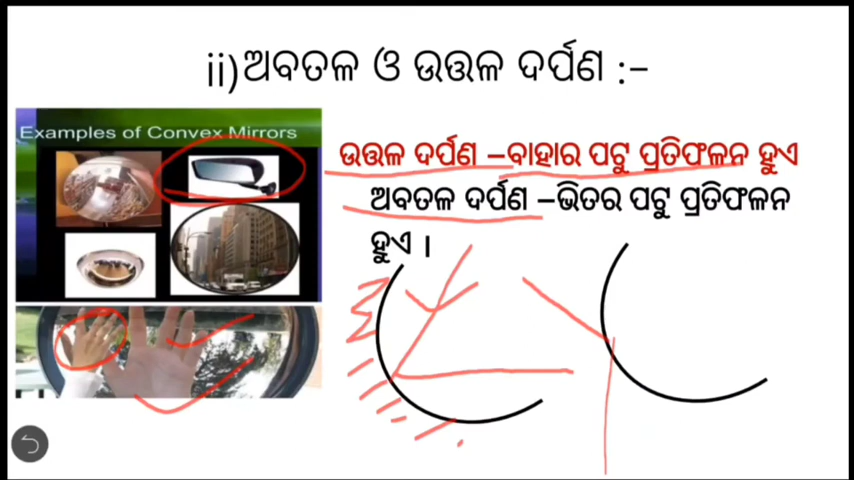 ii)ଅବତଳ ଓ ଉତ୍ତଳ ଦର୍ପଣ :–
Examples of Convex Mirrors
ଉତ୍ତଳ ଦର୍ପଣ –ବାହାର ପଟୁ ପ୍ରତିଫଳନ ହୁଏ
ଅବତଳ ଦର୍ପଣ –ଭିତର ପଟୁ ପ୍ରତିଫଳନ
ହୁଏ ।